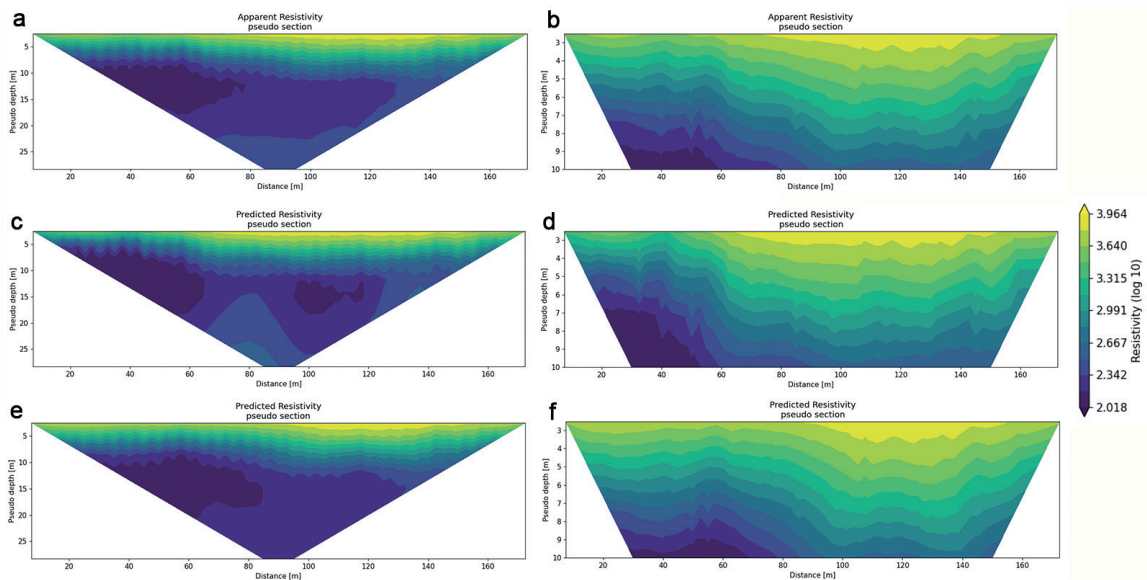 a
Apparent Resistivity
pseudo section
Pseudo depth [m]
5
10
15
20
25
20 40 60 80 100 120 140 160
Distance [m]
b
Apparent Resistivity
pseudo section
Pseudo depth [m]
3
4
5
6
7
8
9
10
20 40 60 80 100 120 140 160
Distance [m]
c
Predicted Resistivity
pseudo section
Pseudo depth [m]
5
10
15
20
25
20 40 60 80 100 120 140 160
Distance [m]
d
Predicted Resistivity
pseudo section
Pseudo depth [m]
3
4
5
6
7
8
9
10
20 40 60 80 100 120 140 160
Distance [m]
3.964
3.640
3.315
2.991
2.667
2.342
2.018
Resistivity (log 10)
e
Predicted Resistivity
pseudo section
Pseudo depth [m]
5
10
15
20
25
20 40 60 80 100 120 140 160
Distance [m]
f
Predicted Resistivity
pseudo section
Pseudo depth [m]
3
4
5
6
7
8
9
10
20 40 60 80 100 120 140 160
Distance [m]